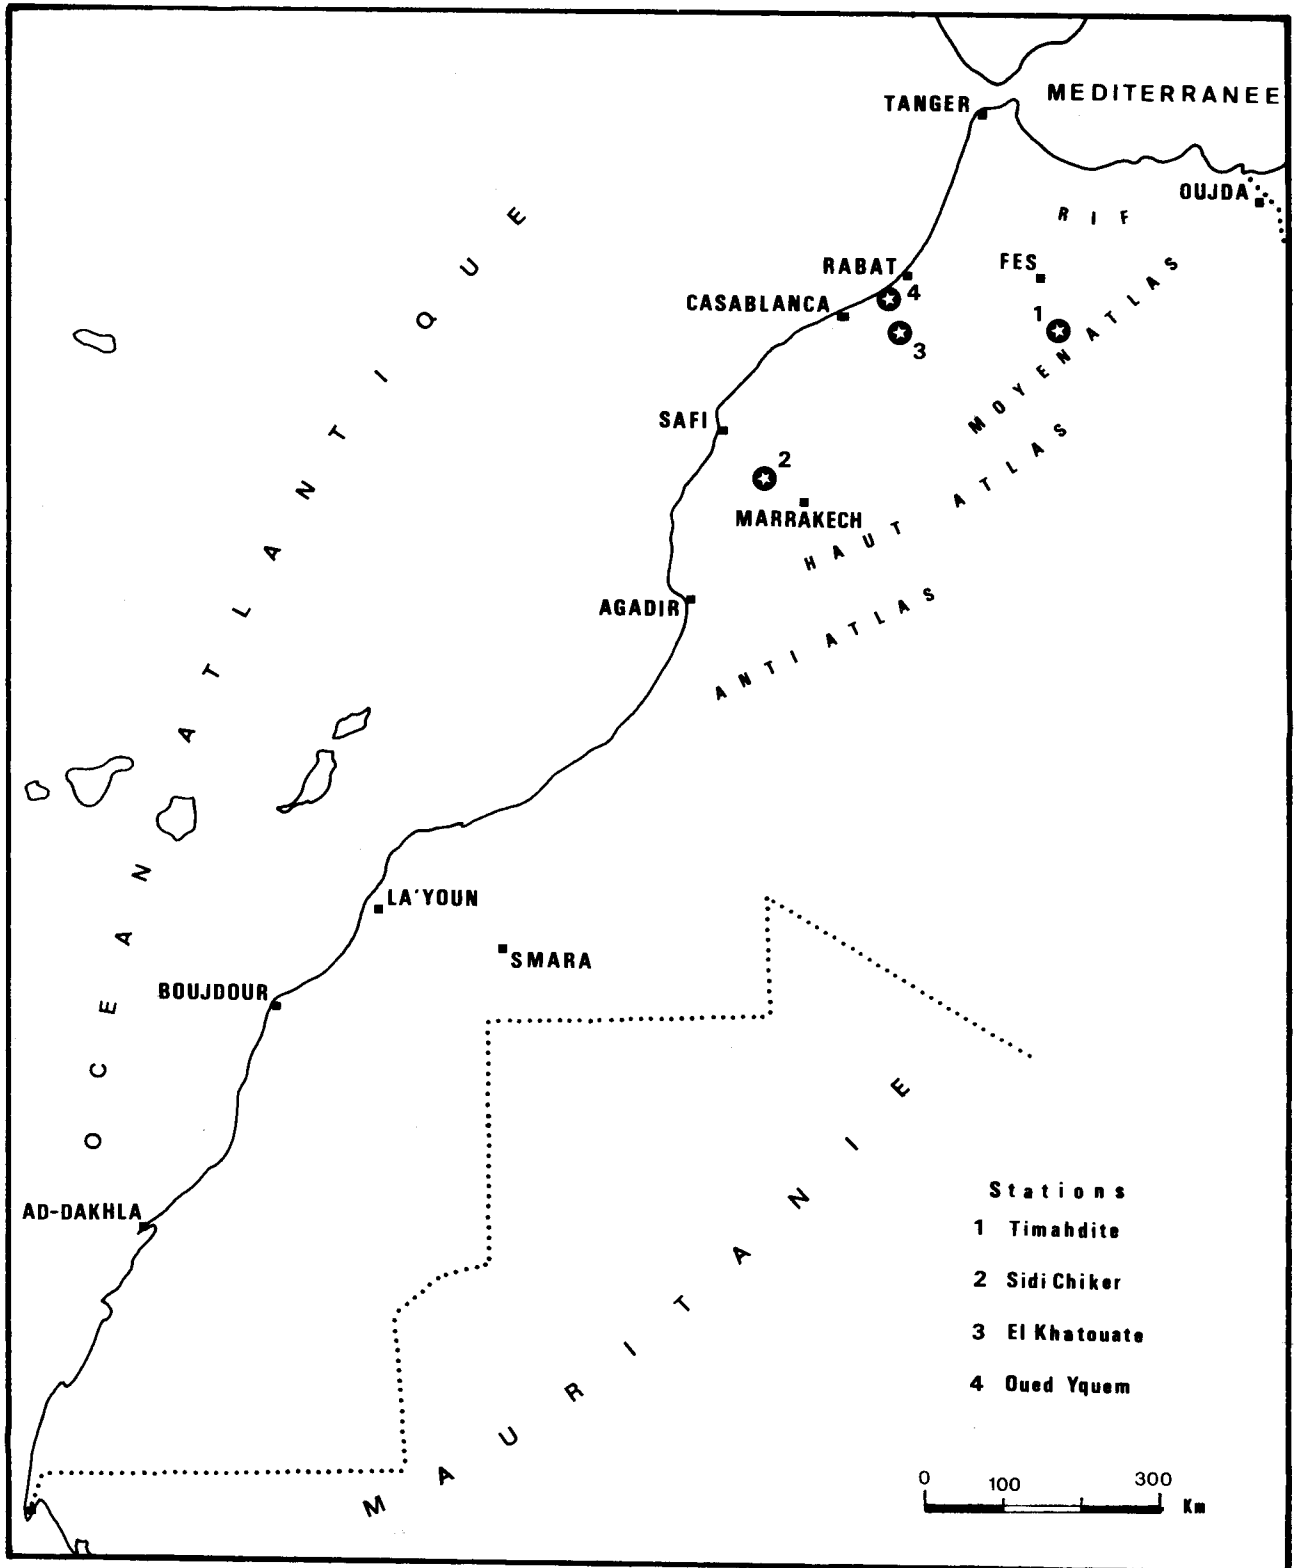 MEDITERRANEE
TANGER
OUJDA
RIF
RABAT
FES
4
CASABLANCA
1
3
MOYEN ATLAS
SAFI
2
MARRAKECH
HAUT ATLAS
AGADIR
ANTI ATLAS
OCEAN ATLANTIQUE
LA'YOUN
SMARA
BOUJDOUR
AD-DAKHLA
MAURITANIE
Stations
1 Timahdite
2 Sidi Chiker
3 El Khatouate
4 Oued Yquem
0 100 300
Km